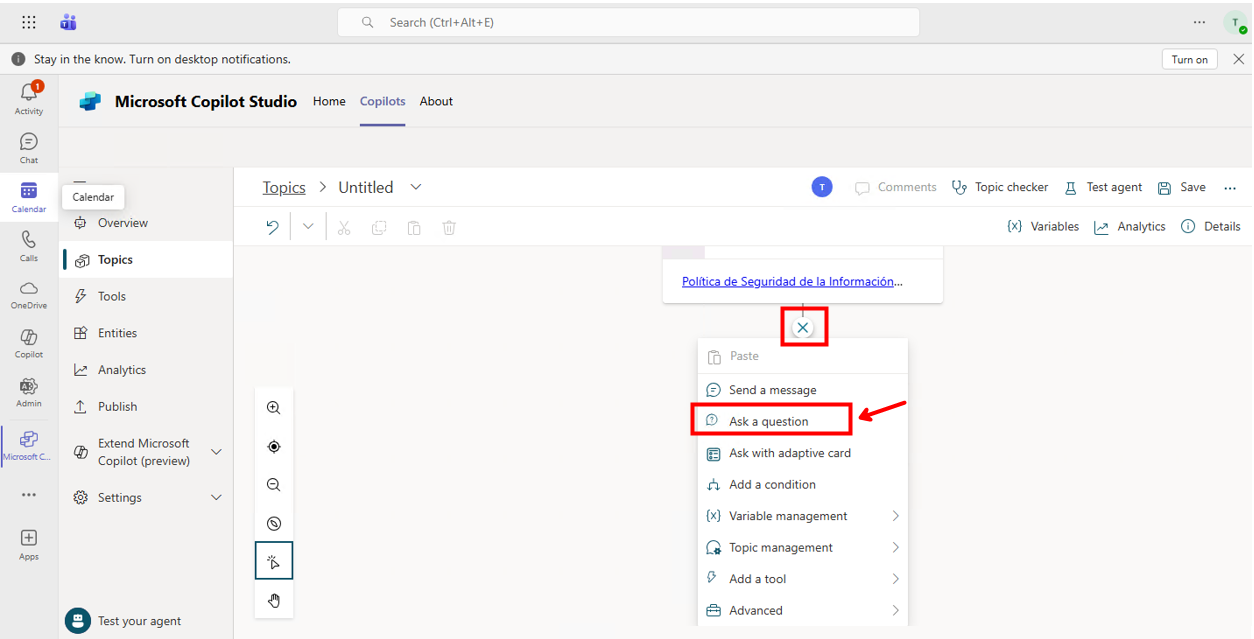 Search (Ctrl+Alt+E)
T
Stay in the know. Turn on desktop notifications.
Turn on
1
Activity
Chat
Calendar
Calls
OneDrive
Copilot
Admin
Microsoft C...
Apps
Microsoft Copilot Studio
Home
Copilots
About
Calendar
Overview
Topics
Tools
Entities
Analytics
Publish
Extend Microsoft
Copilot (preview)
Settings
Test your agent
Topics > Untitled
T
Comments
Topic checker
Test agent
Save
Variables
Analytics
Details
Política de Seguridad de la Información...
Paste
Send a message
Ask a question
Ask with adaptive card
Add a condition
Variable management
Topic management
Add a tool
Advanced